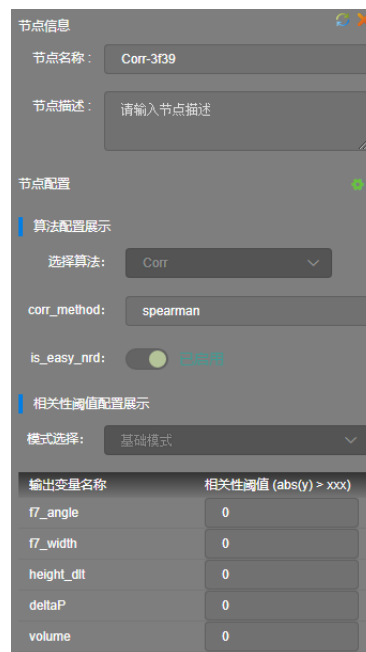 节点信息
节点名称： Corr-3f39
节点描述： 请输入节点描述
节点配置
算法配置展示
选择算法： Corr
corr_method： spearman
is_easy_nrd：
相关性阈值配置展示
模式选择： 基础模式
输出变量名称 相关性阈值 (abs(y) > xxx)
f7_angle 0
f7_width 0
height_dlt 0
deltaP 0
volume 0